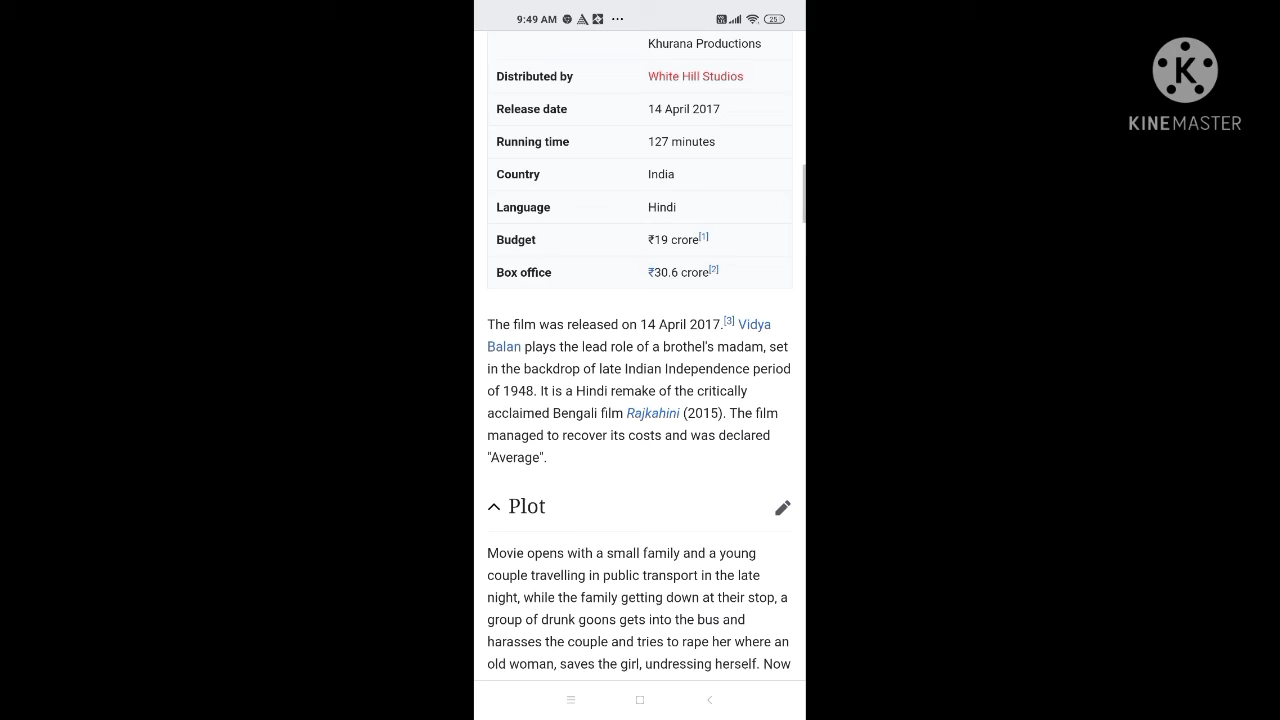 9:49 AM
25
Khurana Productions
Distributed by White Hill Studios
Release date 14 April 2017
Running time 127 minutes
Country India
Language Hindi
Budget ₹19 crore[1]
Box office ₹30.6 crore[2]
The film was released on 14 April 2017.[3] Vidya
Balan plays the lead role of a brothel's madam, set
in the backdrop of late Indian Independence period
of 1948. It is a Hindi remake of the critically
acclaimed Bengali film Rajkahini (2015). The film
managed to recover its costs and was declared
"Average".
Plot
Movie opens with a small family and a young
couple travelling in public transport in the late
night, while the family getting down at their stop, a
group of drunk goons gets into the bus and
harasses the couple and tries to rape her where an
old woman, saves the girl, undressing herself. Now
K
KINEMASTER